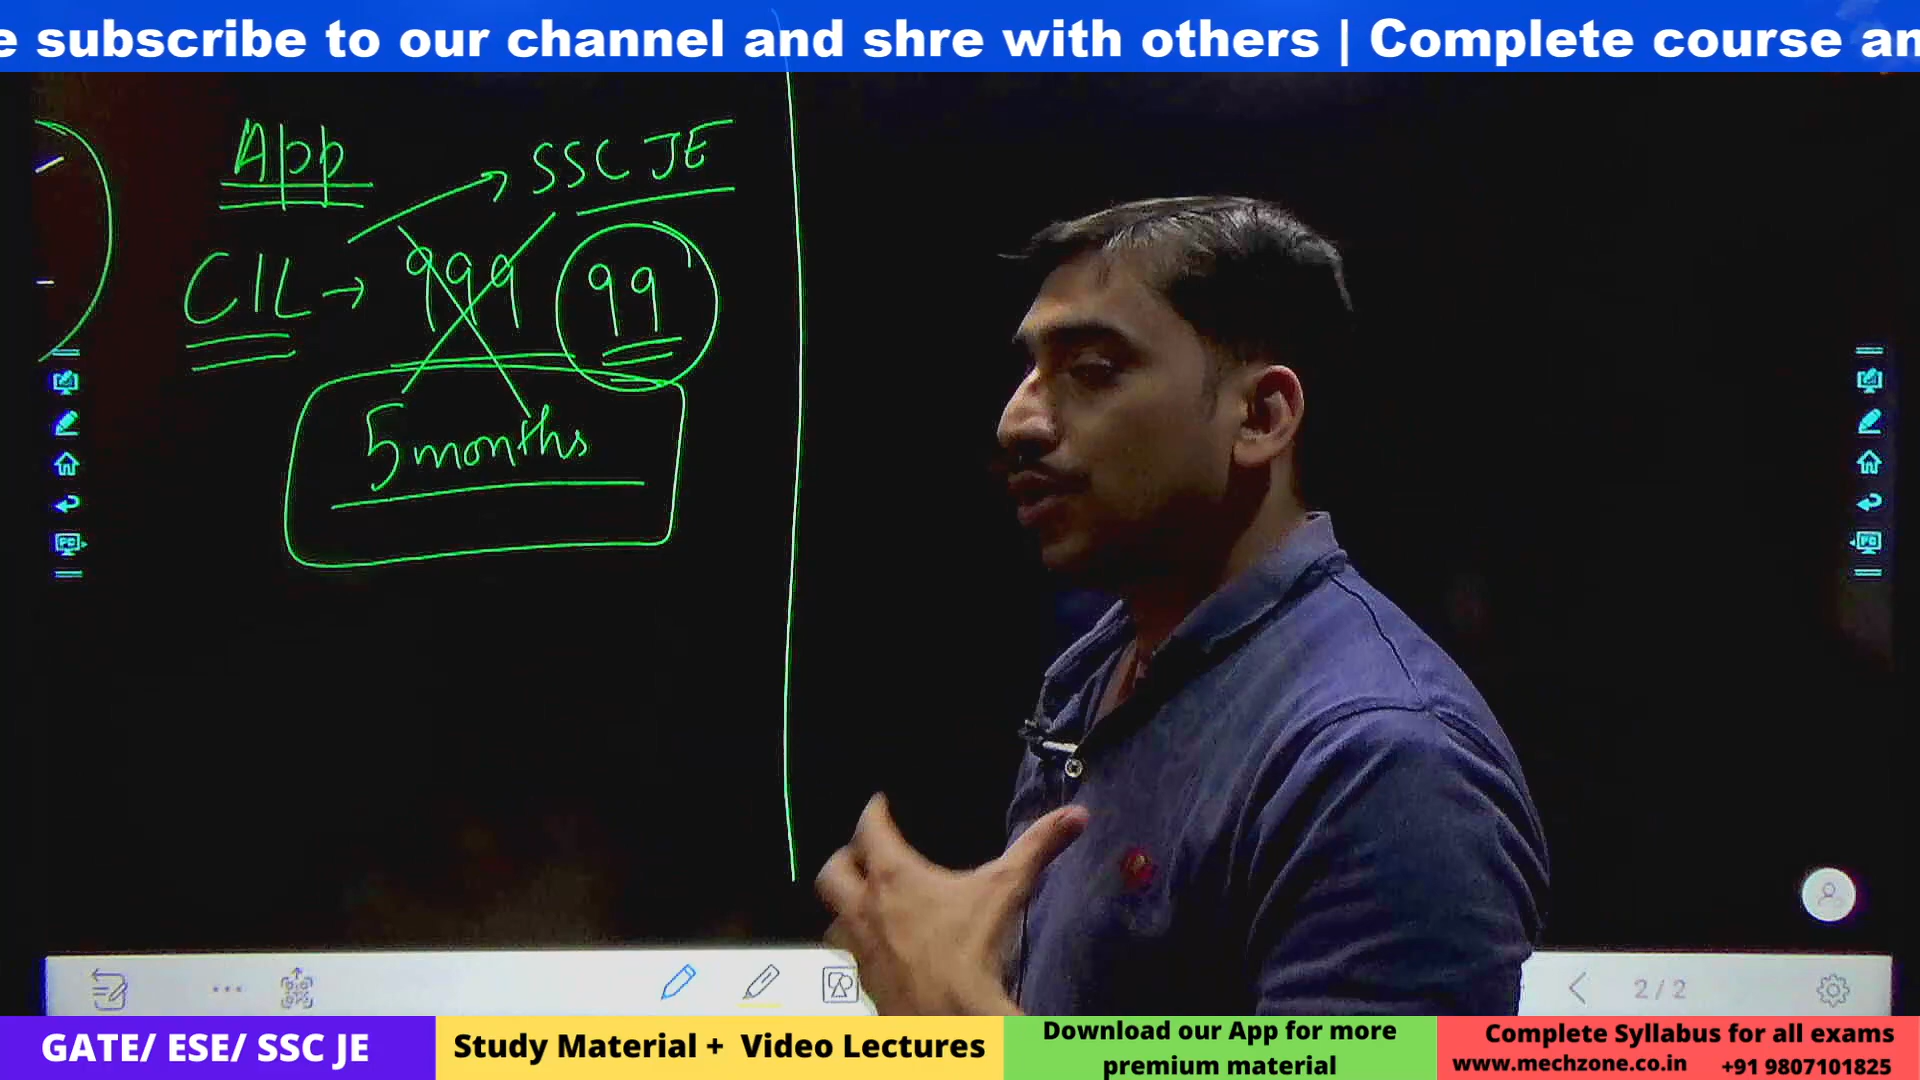 e subscribe to our channel and shre with others | Complete course an
App
SSC JE
CIL → 999 99
5 months
2/2
GATE/ ESE/ SSC JE
Study Material + Video Lectures
Download our App for more
premium material
Complete Syllabus for all exams
www.mechzone.co.in +91 9807101825